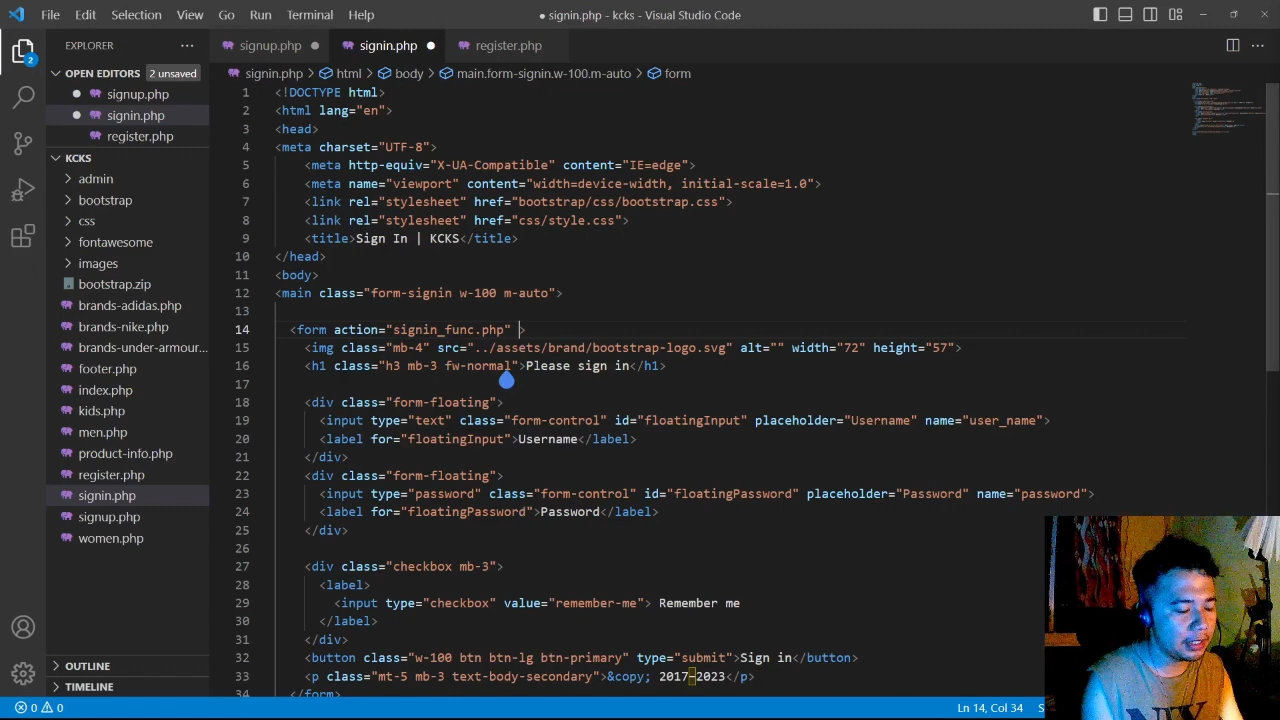 File Edit Selection View Go Run Terminal Help
● signin.php - kcks - Visual Studio Code
2
EXPLORER
OPEN EDITORS 2 unsaved
signup.php
signin.php
register.php
KCKS
admin
bootstrap
css
fontawesome
images
bootstrap.zip
brands-adidas.php
brands-nike.php
brands-under-armour...
footer.php
index.php
kids.php
men.php
product-info.php
register.php
signin.php
signup.php
women.php
OUTLINE
TIMELINE
signup.php signin.php register.php
signin.php > html > body > main.form-signin.w-100.m-auto > form
1 <!DOCTYPE html>
2 <html lang="en">
3 <head>
4 <meta charset="UTF-8">
5 <meta http-equiv="X-UA-Compatible" content="IE=edge">
6 <meta name="viewport" content="width=device-width, initial-scale=1.0">
7 <link rel="stylesheet" href="bootstrap/css/bootstrap.css">
8 <link rel="stylesheet" href="css/style.css">
9 <title>Sign In | KCKS</title>
10 </head>
11 <body>
12 <main class="form-signin w-100 m-auto">
13
14 <form action="signin_func.php" >
15 <img class="mb-4" src="../assets/brand/bootstrap-logo.svg" alt="" width="72" height="57">
16 <h1 class="h3 mb-3 fw-normal">Please sign in</h1>
17
18 <div class="form-floating">
19 <input type="text" class="form-control" id="floatingInput" placeholder="Username" name="user_name">
20 <label for="floatingInput">Username</label>
21 </div>
22 <div class="form-floating">
23 <input type="password" class="form-control" id="floatingPassword" placeholder="Password" name="password">
24 <label for="floatingPassword">Password</label>
25 </div>
26
27 <div class="checkbox mb-3">
28 <label>
29 <input type="checkbox" value="remember-me"> Remember me
30 </label>
31 </div>
32 <button class="w-100 btn btn-lg btn-primary" type="submit">Sign in</button>
33 <p class="mt-5 mb-3 text-body-secondary">&copy; 2017–2023</p>
34 </form>
0 0
Ln 14, Col 34